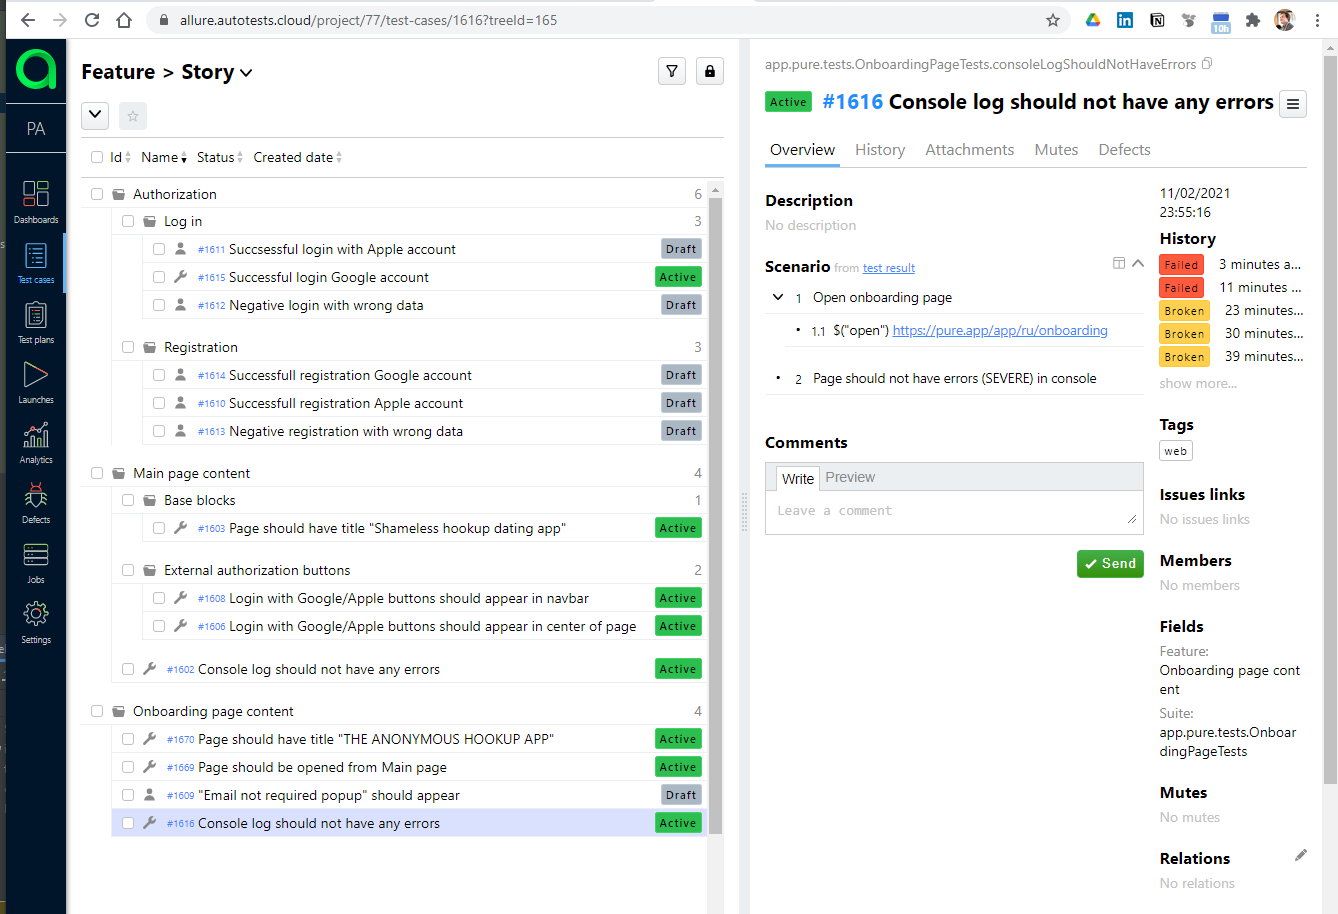 allure.autotests.cloud/project/77/test-cases/1616?treeId=165
10h
PA
Dashboards
Test cases
Test plans
Launches
Analytics
Defects
Jobs
Settings
Feature > Story
Id Name Status Created date
Authorization 6
Log in 3
#1611 Succsessful login with Apple account Draft
#1615 Successful login Google account Active
#1612 Negative login with wrong data Draft
Registration 3
#1614 Successfull registration Google account Draft
#1610 Successfull registration Apple account Draft
#1613 Negative registration with wrong data Draft
Main page content 4
Base blocks 1
#1603 Page should have title "Shameless hookup dating app" Active
External authorization buttons 2
#1608 Login with Google/Apple buttons should appear in navbar Active
#1606 Login with Google/Apple buttons should appear in center of page Active
#1602 Console log should not have any errors Active
Onboarding page content 4
#1670 Page should have title "THE ANONYMOUS HOOKUP APP" Active
#1669 Page should be opened from Main page Active
#1609 "Email not required popup" should appear Draft
#1616 Console log should not have any errors Active
app.pure.tests.OnboardingPageTests.consoleLogShouldNotHaveErrors
Active #1616 Console log should not have any errors
Overview History Attachments Mutes Defects
Description
No description
Scenario from test result
1 Open onboarding page
• 1.1 $("open") https://pure.app/app/ru/onboarding
• 2 Page should not have errors (SEVERE) in console
Comments
Write Preview
Leave a comment
Send
11/02/2021
23:55:16
History
Failed 3 minutes a...
Failed 11 minutes ...
Broken 23 minutes...
Broken 30 minutes...
Broken 39 minutes...
show more...
Tags
web
Issues links
No issues links
Members
No members
Fields
Feature:
Onboarding page cont
ent
Suite:
app.pure.tests.Onboar
dingPageTests
Mutes
No mutes
Relations
No relations